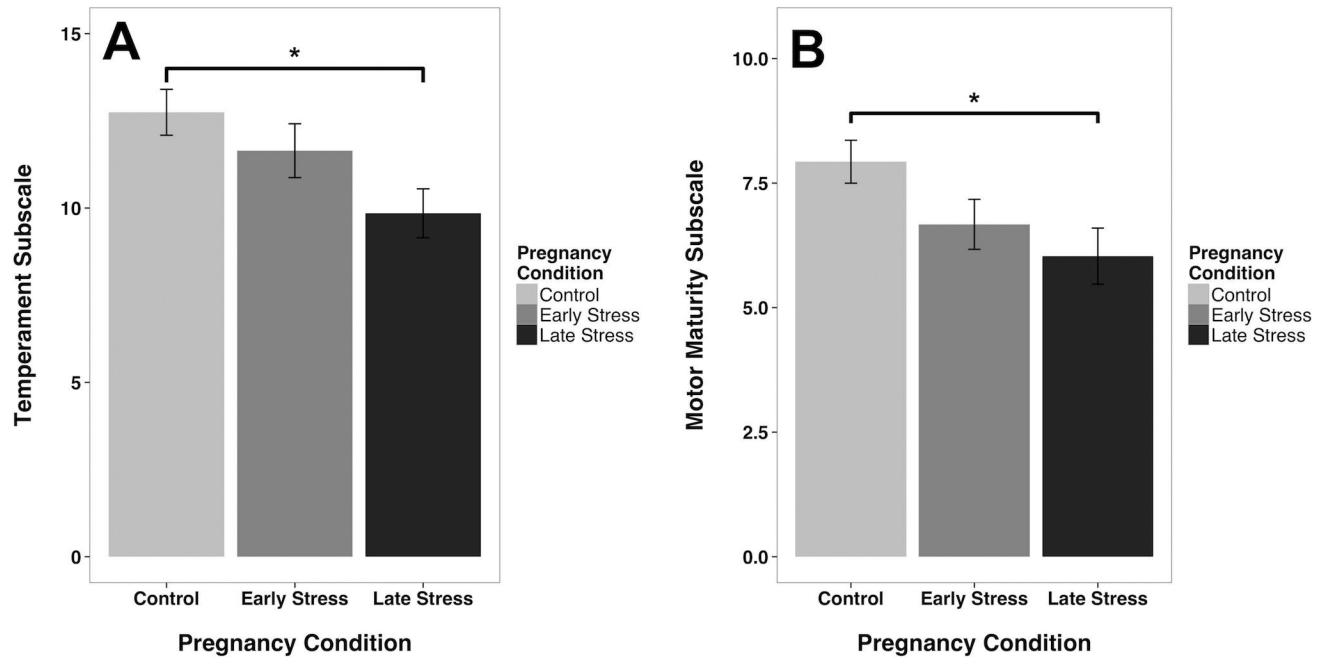 A
*
15
10
5
0
Temperament Subscale
Control
Early Stress
Late Stress
Pregnancy Condition
Pregnancy
Condition
Control
Early Stress
Late Stress
B
*
10.0
7.5
5.0
2.5
0.0
Motor Maturity Subscale
Control
Early Stress
Late Stress
Pregnancy Condition
Pregnancy
Condition
Control
Early Stress
Late Stress